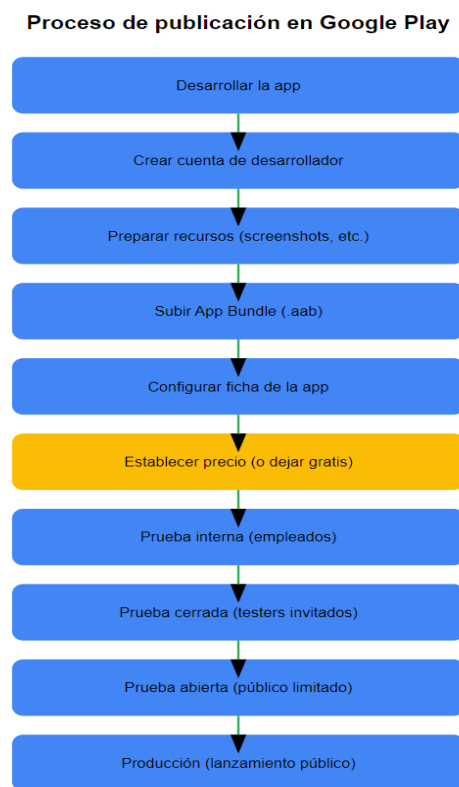 Proceso de publicación en Google Play
Desarrollar la app
Crear cuenta de desarrollador
Preparar recursos (screenshots, etc.)
Subir App Bundle (.aab)
Configurar ficha de la app
Establecer precio (o dejar gratis)
Prueba interna (empleados)
Prueba cerrada (testers invitados)
Prueba abierta (público limitado)
Producción (lanzamiento público)